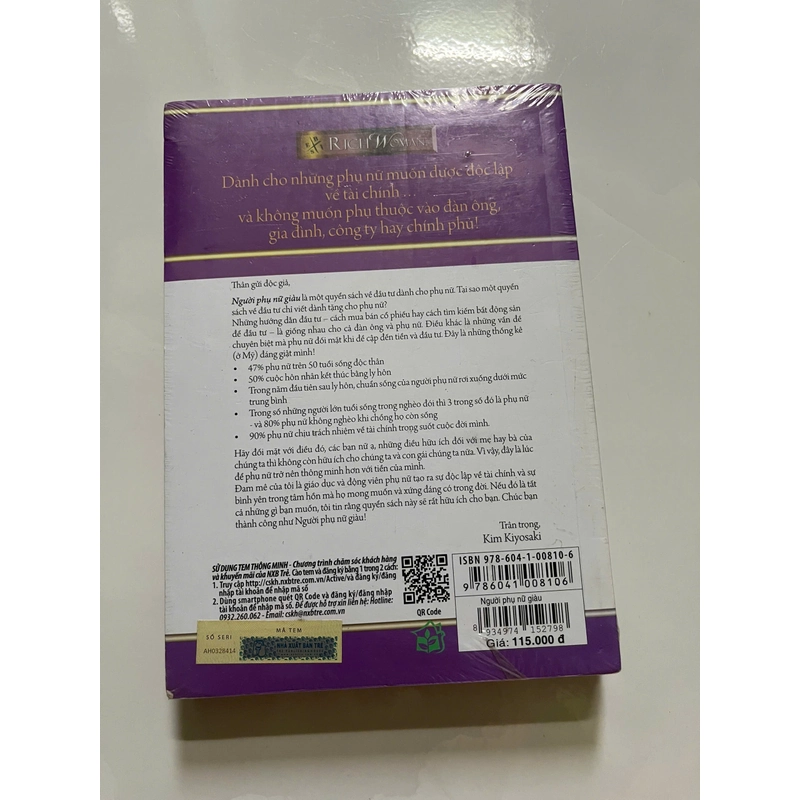 RICH WOMAN
Dành cho những phụ nữ muốn được độc lập
về tài chính ...
và không muốn phụ thuộc vào đàn ông,
gia đình, công ty hay chính phủ!
Thân gửi độc giả,
Người phụ nữ giàu là một quyển sách về đầu tư dành cho phụ nữ. Tại sao một quyển
sách về đầu tư chỉ viết dành tặng cho phụ nữ?
Những hướng dẫn đầu tư – cách mua bán cổ phiếu hay cách tìm kiếm bất động sản
để đầu tư – là giống nhau cho cả đàn ông và phụ nữ. Điều khác là những vấn đề
chuyên biệt mà phụ nữ đối mặt khi đề cập đến tiền và đầu tư. Đây là những thống kê
(ở Mỹ) đáng giật mình!
• 47% phụ nữ trên 50 tuổi sống độc thân
• 50% cuộc hôn nhân kết thúc bằng ly hôn
• Trong năm đầu tiên sau ly hôn, chuẩn sống của người phụ nữ rơi xuống dưới mức
trung bình
• Trong số những người lớn tuổi sống trong nghèo đói thì 3 trong số đó là phụ nữ
- và 80% phụ nữ không nghèo khi chồng họ còn sống
• 90% phụ nữ chịu trách nhiệm về tài chính trong suốt cuộc đời mình.
Hãy đối mặt với điều đó, các bạn nữ ạ, những điều hữu ích đối với mẹ hay bà của
chúng ta thì không còn hữu ích cho chúng ta và con gái chúng ta nữa. Vì vậy, đây là lúc
để phụ nữ trở nên thông minh hơn với tiền của mình.
Đam mê của tôi là giáo dục và động viên phụ nữ tạo ra sự độc lập về tài chính và sự
bình yên trong tâm hồn mà họ mong muốn và xứng đáng có trong đời. Nếu đó là tất
cả những gì bạn muốn, tôi tin rằng quyển sách này sẽ rất hữu ích cho bạn. Chúc bạn
thành công như Người phụ nữ giàu!
Trân trọng,
Kim Kiyosaki
SỬ DỤNG TEM THÔNG MINH - Chương trình chăm sóc khách hàng
và khuyến mãi của NXB Trẻ. Cào tem và đăng ký bằng 1 trong 2 cách:
1. Truy cập http://cskh.nxbtre.com.vn/Active/và đăng ký/đăng
nhập tài khoản để nhập mã số
2. Dùng smartphone quét QR Code và đăng ký/đăng nhập
tài khoản để nhập mã số. Để được hỗ trợ xin liên hệ: Hotline:
0932.260.062 - Email: cskh@nxbtre.com.vn
QR Code
SỐ SERI
AH0328414
MÃ TEM
NHÀ XUẤT BẢN TRẺ
ISBN 978-604-1-00810-6
9 786041 008106
Người phụ nữ giàu
8 934974 152798
Giá: 115.000 đ